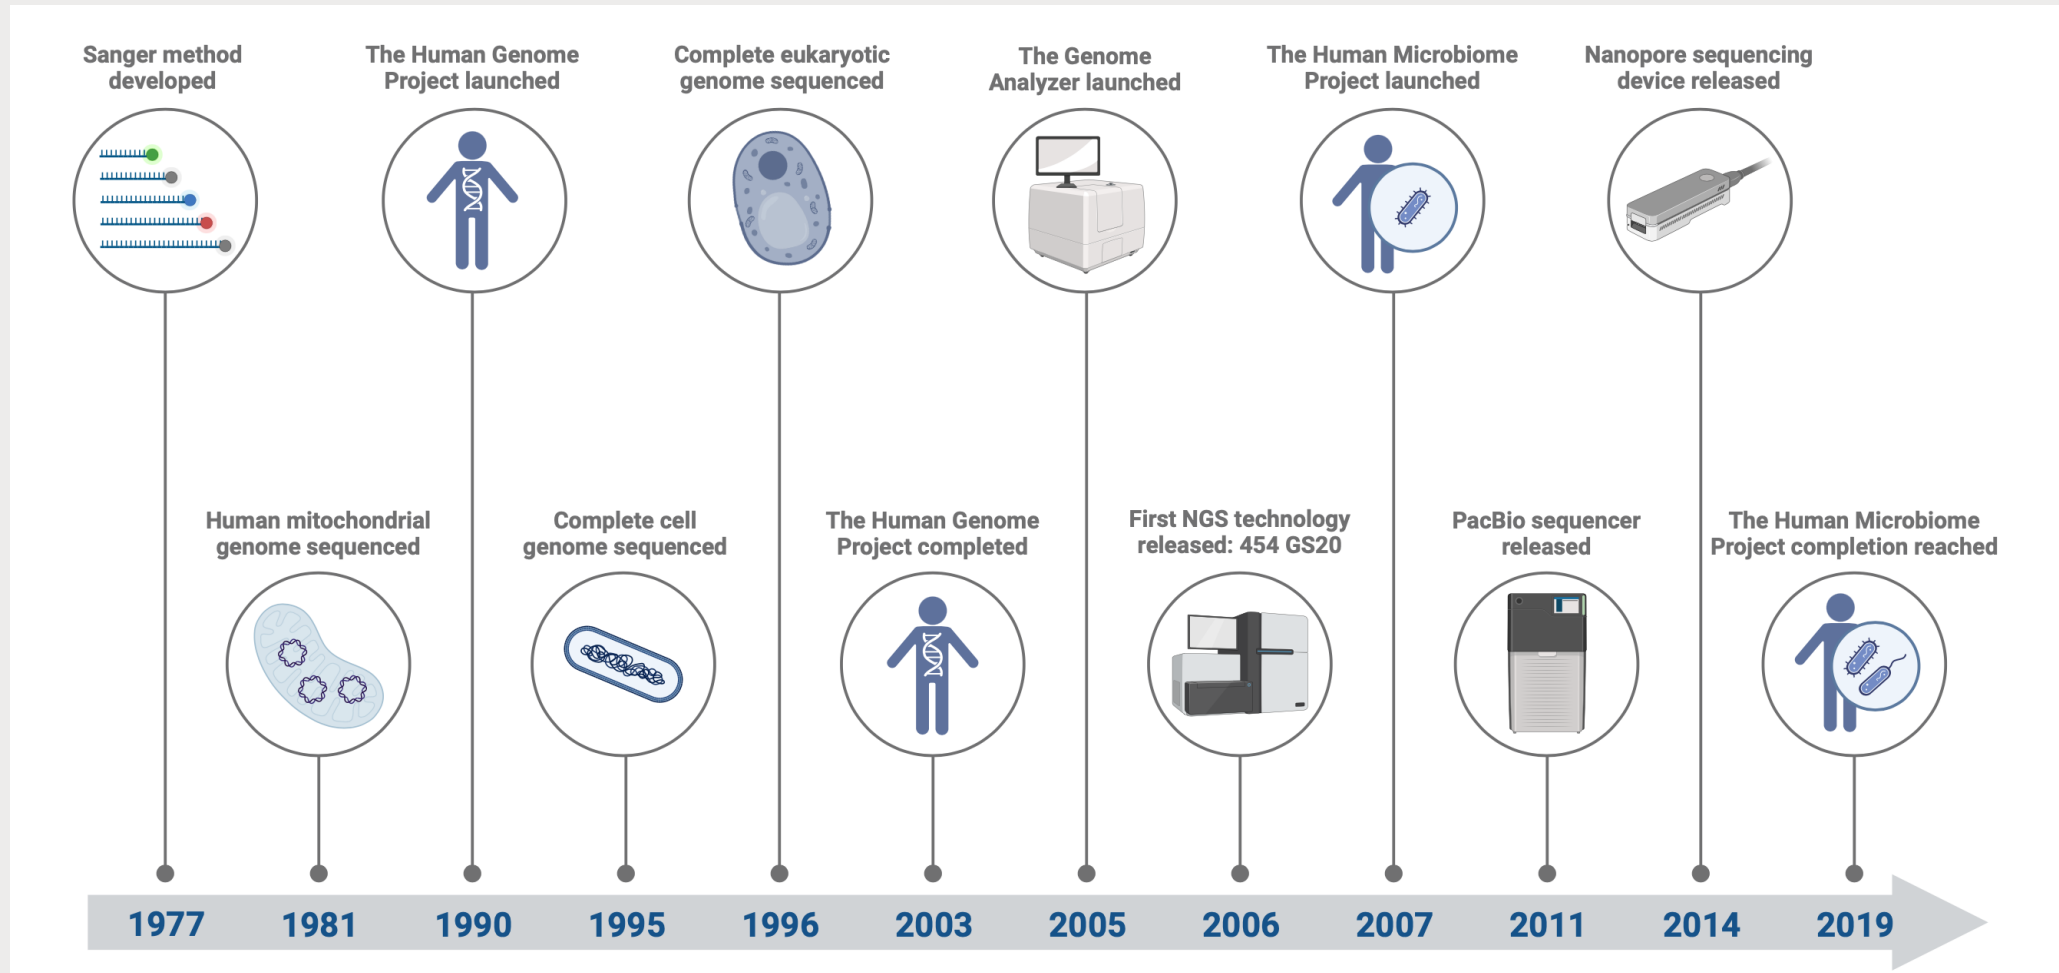 Sanger method
developed
The Human Genome
Project launched
Complete eukaryotic
genome sequenced
The Genome
Analyzer launched
The Human Microbiome
Project launched
Nanopore sequencing
device released
Human mitochondrial
genome sequenced
Complete cell
genome sequenced
The Human Genome
Project completed
First NGS technology
released: 454 GS20
PacBio sequencer
released
The Human Microbiome
Project completion reached
1977 1981 1990 1995 1996 2003 2005 2006 2007 2011 2014 2019